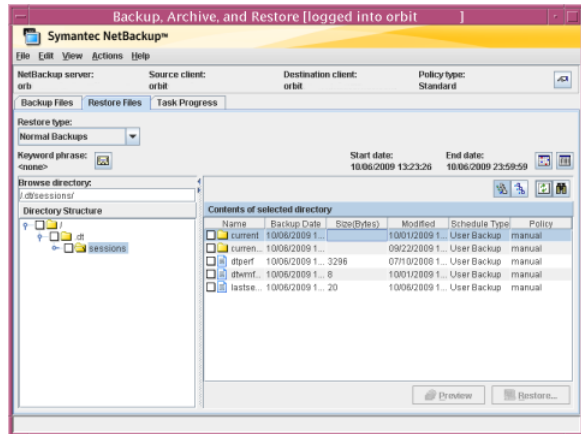 Backup, Archive, and Restore [logged into orbit ]
Symantec NetBackup™
File Edit View Actions Help
NetBackup server: Source client: Destination client: Policy type:
orb orbit orbit Standard
Backup Files Restore Files Task Progress
Restore type:
Normal Backups
Keyword phrase: Start date: End date:
<none> 10/06/2009 13:23:26 10/06/2009 23:59:59
Browse directory:
/.dt/sessions/
Directory Structure Contents of selected directory
Name Backup Date Size(Bytes) Modified Schedule Type Policy
/ current 10/06/2009 1... 10/01/2009 1... User Backup manual
.dt curren... 10/06/2009 1... 09/22/2009 1... User Backup manual
sessions dtperf 10/06/2009 1... 3296 07/10/2008 1... User Backup manual
dtwmf... 10/06/2009 1... 8 10/01/2009 1... User Backup manual
lastse... 10/06/2009 1... 20 10/06/2009 1... User Backup manual
Preview Restore...